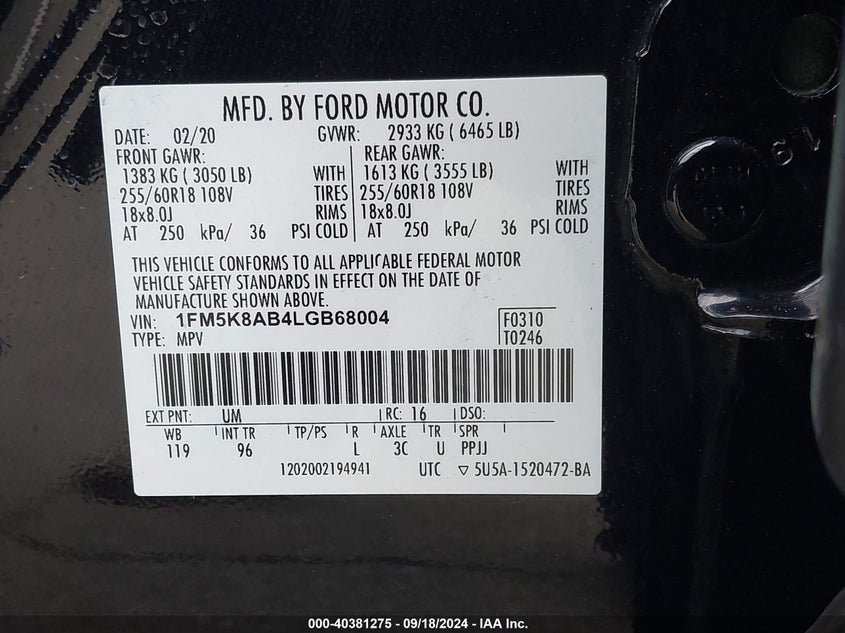 MFD. BY FORD MOTOR CO.
DATE: 02/20 GVWR: 2933 KG ( 6465 LB)
FRONT GAWR: REAR GAWR:
1383 KG ( 3050 LB) WITH 1613 KG ( 3555 LB) WITH
255/60R18 108V TIRES 255/60R18 108V TIRES
18x8.0J RIMS 18x8.0J RIMS
AT 250 kPa/ 36 PSI COLD AT 250 kPa/ 36 PSI COLD
THIS VEHICLE CONFORMS TO ALL APPLICABLE FEDERAL MOTOR
VEHICLE SAFETY STANDARDS IN EFFECT ON THE DATE OF
MANUFACTURE SHOWN ABOVE.
VIN: 1FM5K8AB4LGB68004 F0310
TYPE: MPV T0246
EXT PNT: UM RC: 16 DSO:
WB INT TR TP/PS R AXLE TR SPR
119 96 L 3C U PPJJ
1202002194941 UTC ▽ 5U5A-1520472-BA
000-40381275 - 09/18/2024 - IAA Inc.